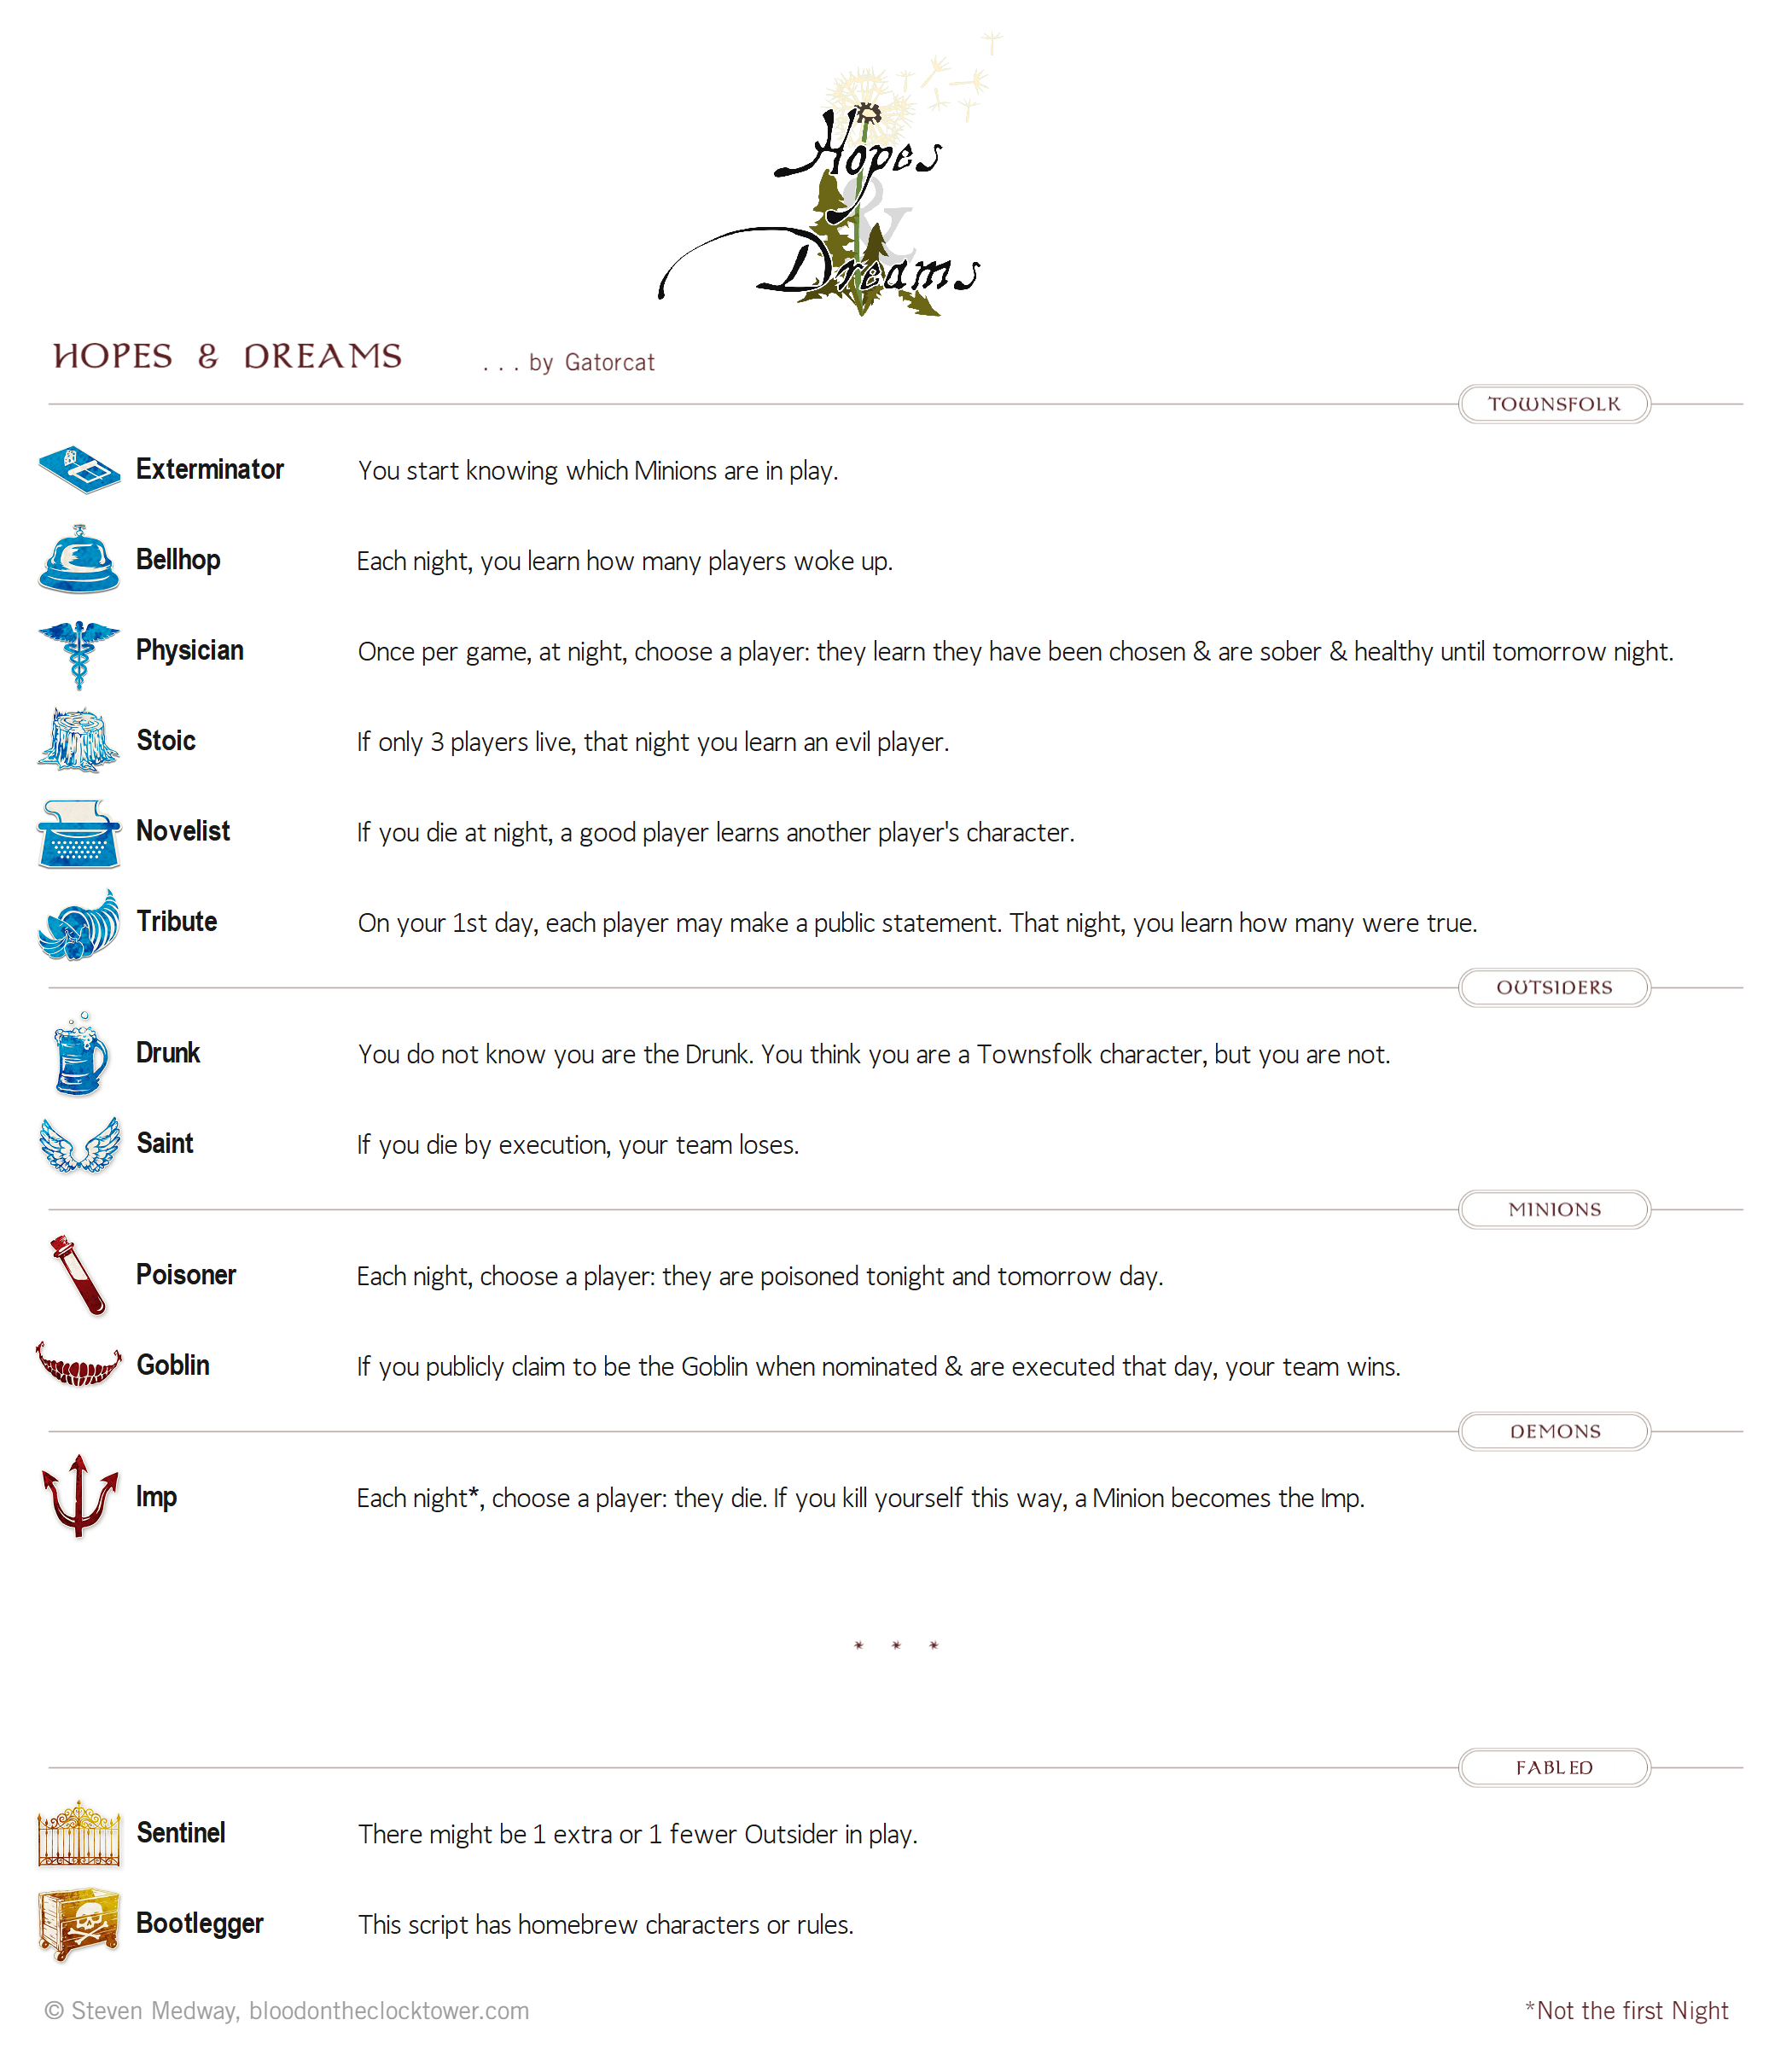 Hopes
&
Dreams
HOPES & DREAMS ... by Gatorcat
TOWNSFOLK
Exterminator You start knowing which Minions are in play.
Bellhop Each night, you learn how many players woke up.
Physician Once per game, at night, choose a player: they learn they have been chosen & are sober & healthy until tomorrow night.
Stoic If only 3 players live, that night you learn an evil player.
Novelist If you die at night, a good player learns another player's character.
Tribute On your 1st day, each player may make a public statement. That night, you learn how many were true.
OUTSIDERS
Drunk You do not know you are the Drunk. You think you are a Townsfolk character, but you are not.
Saint If you die by execution, your team loses.
MINIONS
Poisoner Each night, choose a player: they are poisoned tonight and tomorrow day.
Goblin If you publicly claim to be the Goblin when nominated & are executed that day, your team wins.
DEMONS
Imp Each night*, choose a player: they die. If you kill yourself this way, a Minion becomes the Imp.
* * *
FABLED
Sentinel There might be 1 extra or 1 fewer Outsider in play.
Bootlegger This script has homebrew characters or rules.
© Steven Medway, bloodontheclocktower.com *Not the first Night